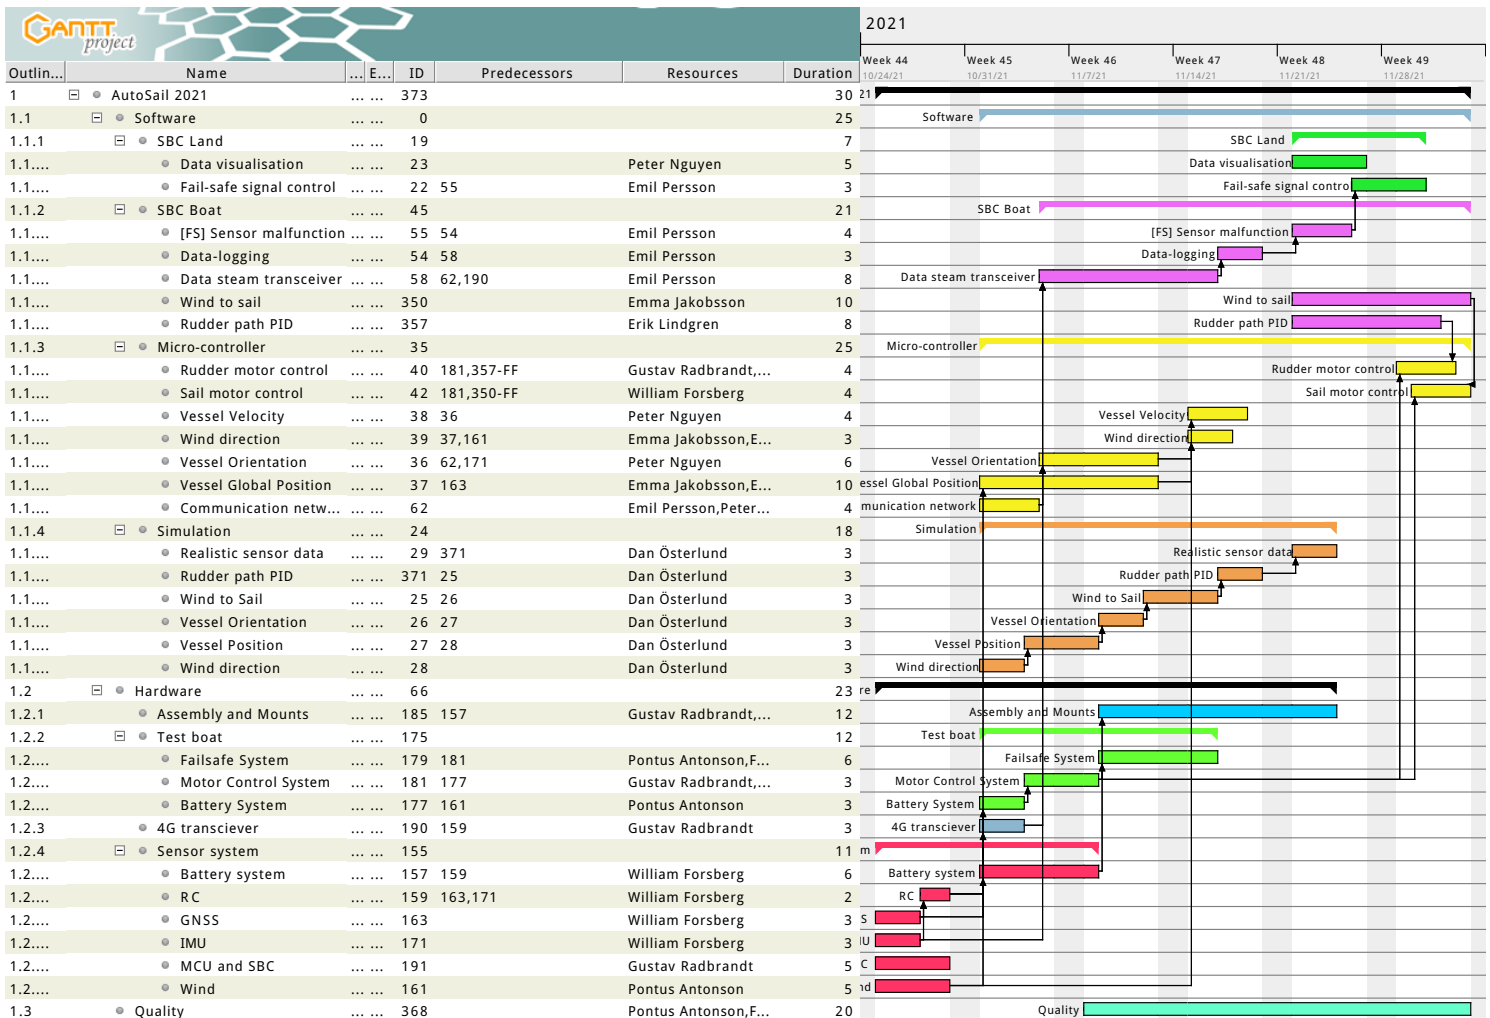 GANTT
project
2021
Week 44 Week 45 Week 46 Week 47 Week 48 Week 49
Outlin... Name ... E... ID Predecessors Resources Duration
10/24/21 10/31/21 11/7/21 11/14/21 11/21/21 11/28/21
1 AutoSail 2021 ... ... 373 30 21
1.1 Software ... ... 0 25 Software
1.1.1 SBC Land ... ... 19 7 SBC Land
1.1.... Data visualisation ... ... 23 Peter Nguyen 5 Data visualisation
1.1.... Fail-safe signal control ... ... 22 55 Emil Persson 3 Fail-safe signal contro
1.1.2 SBC Boat ... ... 45 21 SBC Boat
1.1.... [FS] Sensor malfunction ... ... 55 54 Emil Persson 4 [FS] Sensor malfunction
1.1.... Data-logging ... ... 54 58 Emil Persson 3 Data-logging
1.1.... Data steam transceiver ... ... 58 62,190 Emil Persson 8 Data steam transceiver
1.1.... Wind to sail ... ... 350 Emma Jakobsson 10 Wind to sail
1.1.... Rudder path PID ... ... 357 Erik Lindgren 8 Rudder path PID
1.1.3 Micro-controller ... ... 35 25 Micro-controller
1.1.... Rudder motor control ... ... 40 181,357-FF Gustav Radbrandt,... 4 Rudder motor control
1.1.... Sail motor control ... ... 42 181,350-FF William Forsberg 4 Sail motor control
1.1.... Vessel Velocity ... ... 38 36 Peter Nguyen 4 Vessel Velocity
1.1.... Wind direction ... ... 39 37,161 Emma Jakobsson,E... 3 Wind direction
1.1.... Vessel Orientation ... ... 36 62,171 Peter Nguyen 6 Vessel Orientation
1.1.... Vessel Global Position ... ... 37 163 Emma Jakobsson,E... 10 essel Global Position
1.1.... Communication netw... ... ... 62 Emil Persson,Peter... 4 munication network
1.1.4 Simulation ... ... 24 18 Simulation
1.1.... Realistic sensor data ... ... 29 371 Dan Österlund 3 Realistic sensor data
1.1.... Rudder path PID ... ... 371 25 Dan Österlund 3 Rudder path PID
1.1.... Wind to Sail ... ... 25 26 Dan Österlund 3 Wind to Sail
1.1.... Vessel Orientation ... ... 26 27 Dan Österlund 3 Vessel Orientation
1.1.... Vessel Position ... ... 27 28 Dan Österlund 3 Vessel Position
1.1.... Wind direction ... ... 28 Dan Österlund 3 Wind direction
1.2 Hardware ... ... 66 23 re
1.2.1 Assembly and Mounts ... ... 185 157 Gustav Radbrandt,... 12 Assembly and Mounts
1.2.2 Test boat ... ... 175 12 Test boat
1.2.... Failsafe System ... ... 179 181 Pontus Antonson,F... 6 Failsafe System
1.2.... Motor Control System ... ... 181 177 Gustav Radbrandt,... 3 Motor Control System
1.2.... Battery System ... ... 177 161 Pontus Antonson 3 Battery System
1.2.3 4G transciever ... ... 190 159 Gustav Radbrandt 3 4G transciever
1.2.4 Sensor system ... ... 155 11 m
1.2.... Battery system ... ... 157 159 William Forsberg 6 Battery system
1.2.... RC ... ... 159 163,171 William Forsberg 2 RC
1.2.... GNSS ... ... 163 William Forsberg 3 S
1.2.... IMU ... ... 171 William Forsberg 3 IU
1.2.... MCU and SBC ... ... 191 Gustav Radbrandt 5 C
1.2.... Wind ... ... 161 Pontus Antonson 5 nd
1.3 Quality ... ... 368 Pontus Antonson,F... 20 Quality